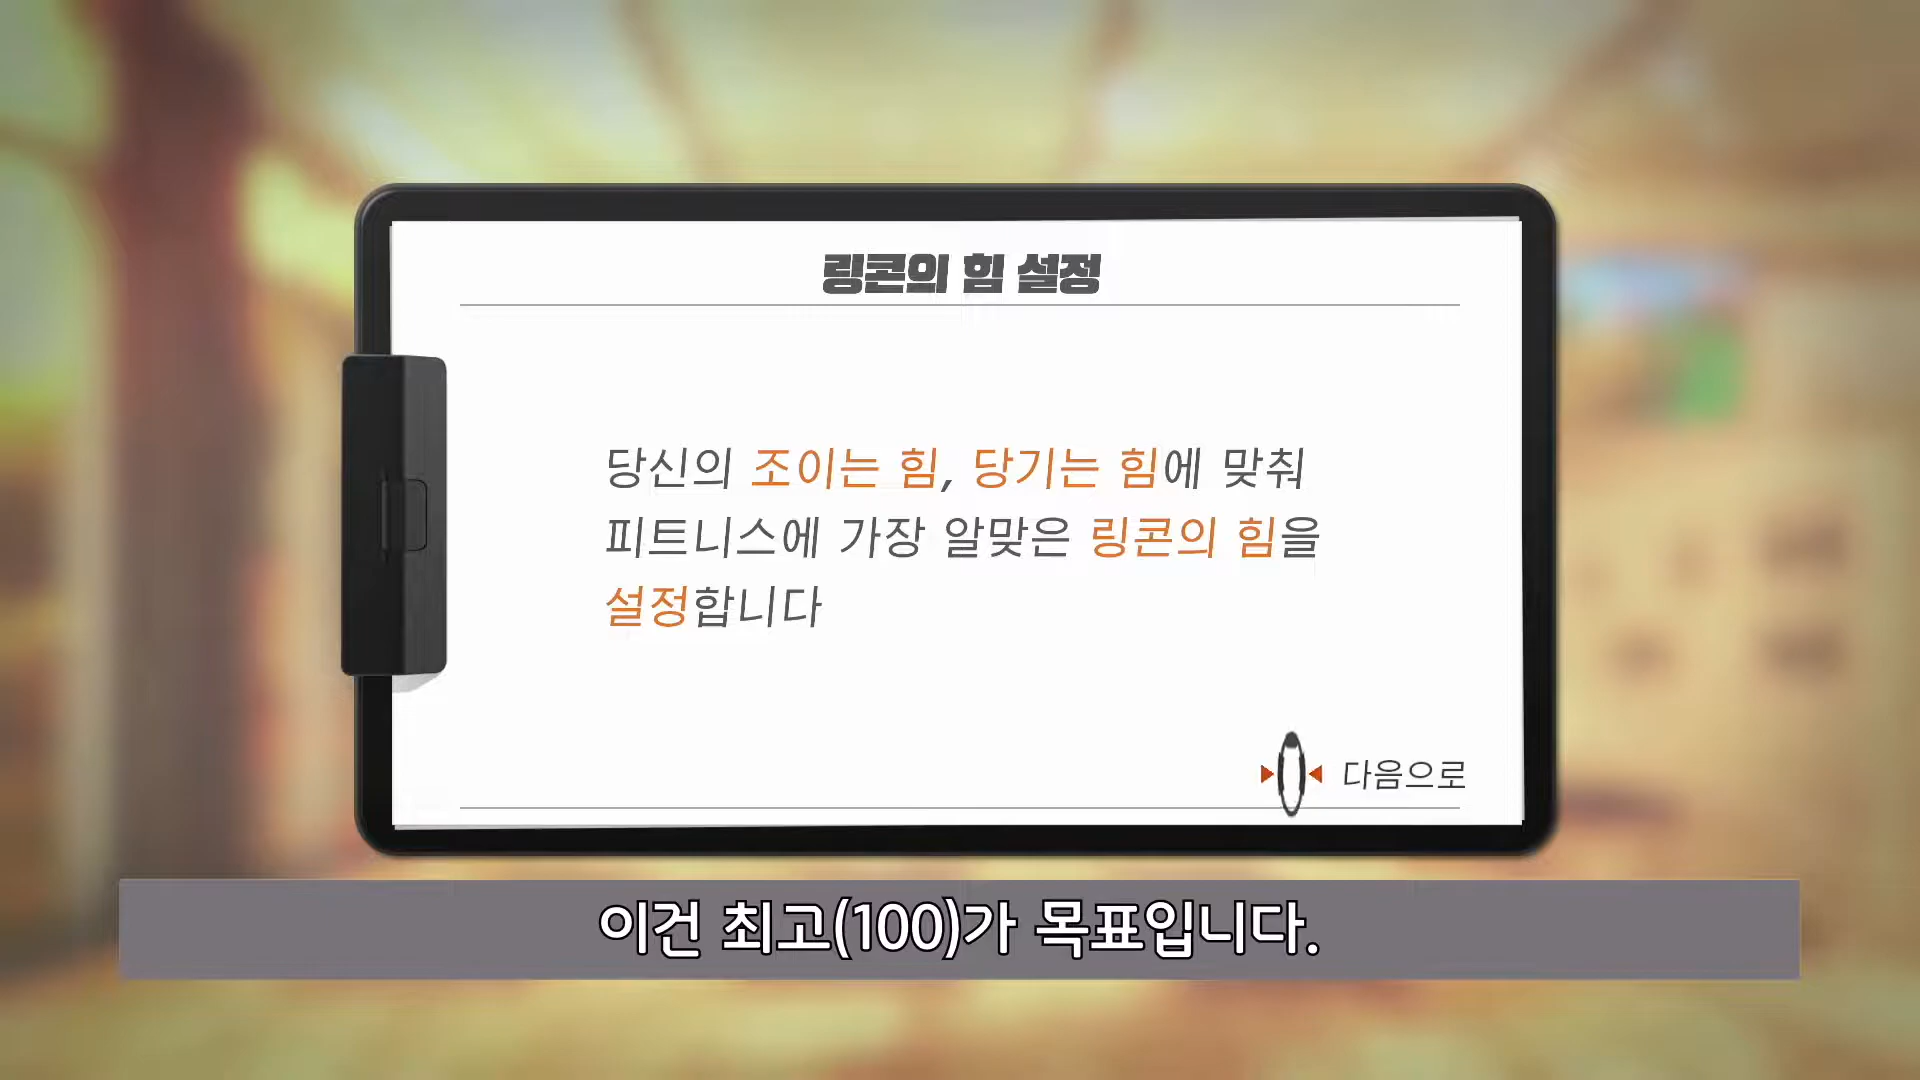 링콘의 힘 설정
당신의 조이는 힘, 당기는 힘에 맞춰
피트니스에 가장 알맞은 링콘의 힘을
설정합니다
다음으로
이건 최고(100)가 목표입니다.